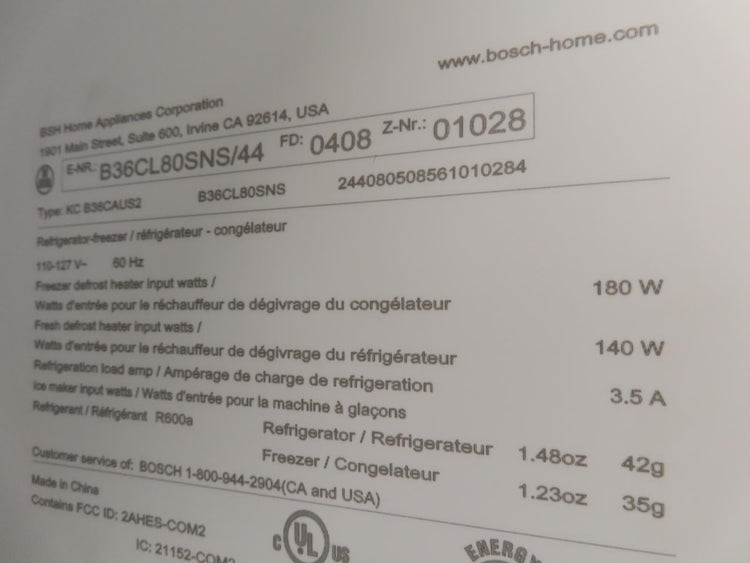 www.bosch-home.com
BSH Home Appliances Corporation
1901 Main Street, Suite 600, Irvine CA 92614, USA
E-NR.: B36CL80SNS/44 FD: 0408 Z-Nr.: 01028
Type: KC B36CAUS2 B36CL80SNS 244080508561010284
Refrigerator-freezer / réfrigérateur - congélateur
110-127 V~ 60 Hz
Freezer defrost heater input watts /
Watts d'entrée pour le réchauffeur de dégivrage du congélateur 180 W
Fresh defrost heater input watts /
Watts d'entrée pour le réchauffeur de dégivrage du réfrigérateur 140 W
Refrigeration load amp / Ampérage de charge de refrigeration 3.5 A
Ice maker input watts / Watts d'entrée pour la machine à glaçons
Refrigerant / Réfrigérant R600a Refrigerator / Refrigerateur 1.48oz 42g
Freezer / Congelateur 1.23oz 35g
Customer service of: BOSCH 1-800-944-2904(CA and USA)
Made in China
Contains FCC ID: 2AHES-COM2
IC: 21152-COM2
C UL US
ENERG